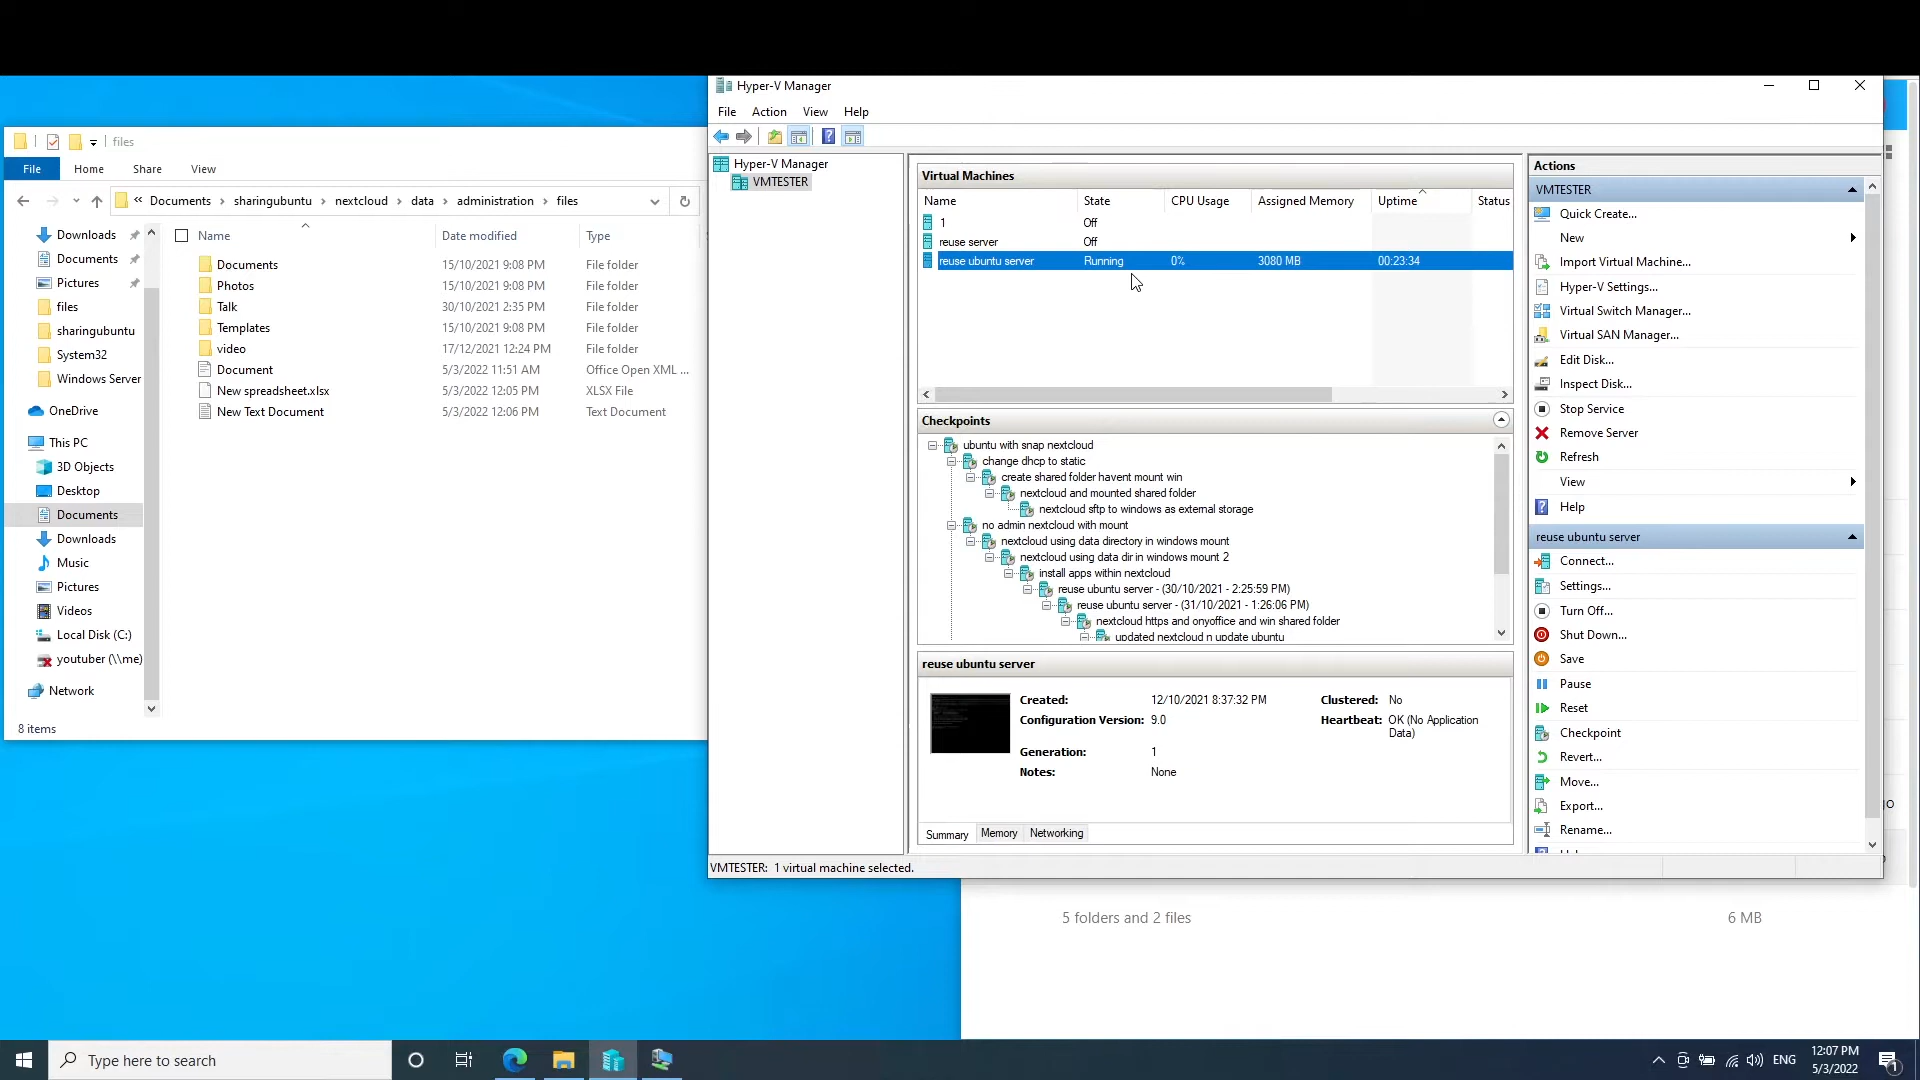 files
File Home Share View
« Documents › sharingubuntu › nextcloud › data › administration › files
Downloads
Documents
Pictures
files
sharingubuntu
System32
Windows Server
OneDrive
This PC
3D Objects
Desktop
Documents
Downloads
Music
Pictures
Videos
Local Disk (C:)
youtuber (\\me)
Network
Name Date modified Type
Documents 15/10/2021 9:08 PM File folder
Photos 15/10/2021 9:08 PM File folder
Talk 30/10/2021 2:35 PM File folder
Templates 15/10/2021 9:08 PM File folder
video 17/12/2021 12:24 PM File folder
Document 5/3/2022 11:51 AM Office Open XML ...
New spreadsheet.xlsx 5/3/2022 12:05 PM XLSX File
New Text Document 5/3/2022 12:06 PM Text Document
8 items
Hyper-V Manager
File Action View Help
Hyper-V Manager
VMTESTER
Virtual Machines
Name State CPU Usage Assigned Memory Uptime Status
1 Off
reuse server Off
reuse ubuntu server Running 0% 3080 MB 00:23:34
Checkpoints
ubuntu with snap nextcloud
change dhcp to static
create shared folder havent mount win
nextcloud and mounted shared folder
nextcloud sftp to windows as external storage
no admin nextcloud with mount
nextcloud using data directory in windows mount
nextcloud using data dir in windows mount 2
install apps within nextcloud
reuse ubuntu server - (30/10/2021 - 2:25:59 PM)
reuse ubuntu server - (31/10/2021 - 1:26:06 PM)
nextcloud https and onyoffice and win shared folder
updated nextcloud n update ubuntu
reuse ubuntu server
Created: 12/10/2021 8:37:32 PM Clustered: No
Configuration Version: 9.0 Heartbeat: OK (No Application
Data)
Generation: 1
Notes: None
Summary Memory Networking
VMTESTER: 1 virtual machine selected.
Actions
VMTESTER
Quick Create...
New
Import Virtual Machine...
Hyper-V Settings...
Virtual Switch Manager...
Virtual SAN Manager...
Edit Disk...
Inspect Disk...
Stop Service
Remove Server
Refresh
View
Help
reuse ubuntu server
Connect...
Settings...
Turn Off...
Shut Down...
Save
Pause
Reset
Checkpoint
Revert...
Move...
Export...
Rename...
5 folders and 2 files 6 MB
Type here to search
ENG
12:07 PM
5/3/2022
1